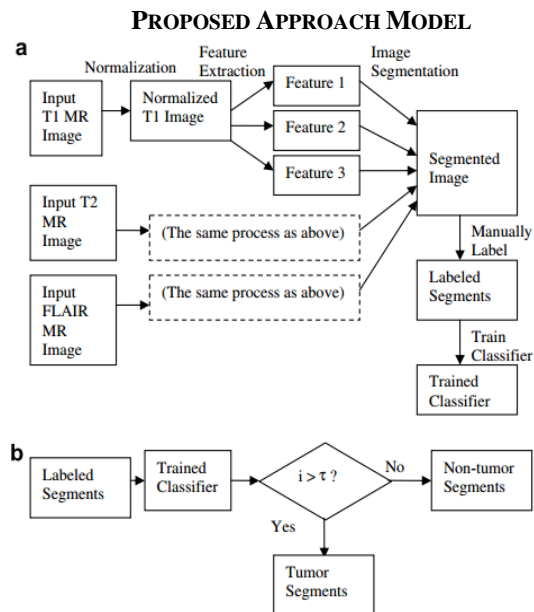 PROPOSED APPROACH MODEL
a
Normalization
Feature
Extraction
Image
Segmentation
Input
T1 MR
Image
Normalized
T1 Image
Feature 1
Feature 2
Feature 3
Segmented
Image
Input T2
MR
Image
(The same process as above)
Input
FLAIR
MR
Image
(The same process as above)
Manually
Label
Labeled
Segments
Train
Classifier
Trained
Classifier
b
Labeled
Segments
Trained
Classifier
i > τ ?
No
Non-tumor
Segments
Yes
Tumor
Segments